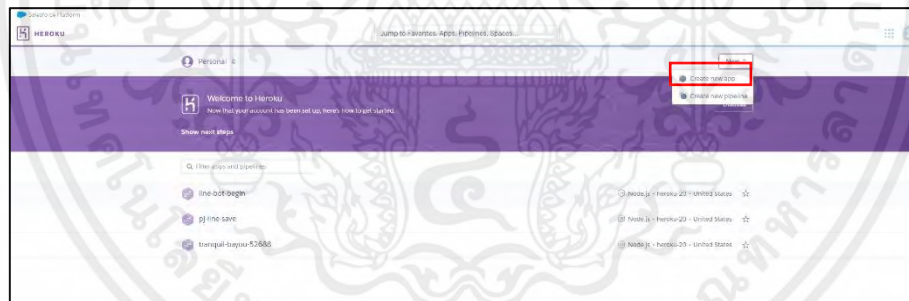 Salesforce Platform
HEROKU
Jump to Favorites, Apps, Pipelines, Spaces...
Personal
New
Create new app
Create new pipeline
Welcome to Heroku
Now that your account has been set up, here's how to get started.
Dismiss
Show next steps
Filter apps and pipelines
line-bot-begin
Node.js • heroku-20 • United States
pj-line-save
Node.js • heroku-20 • United States
tranquil-bayou-52686
Node.js • heroku-20 • United States